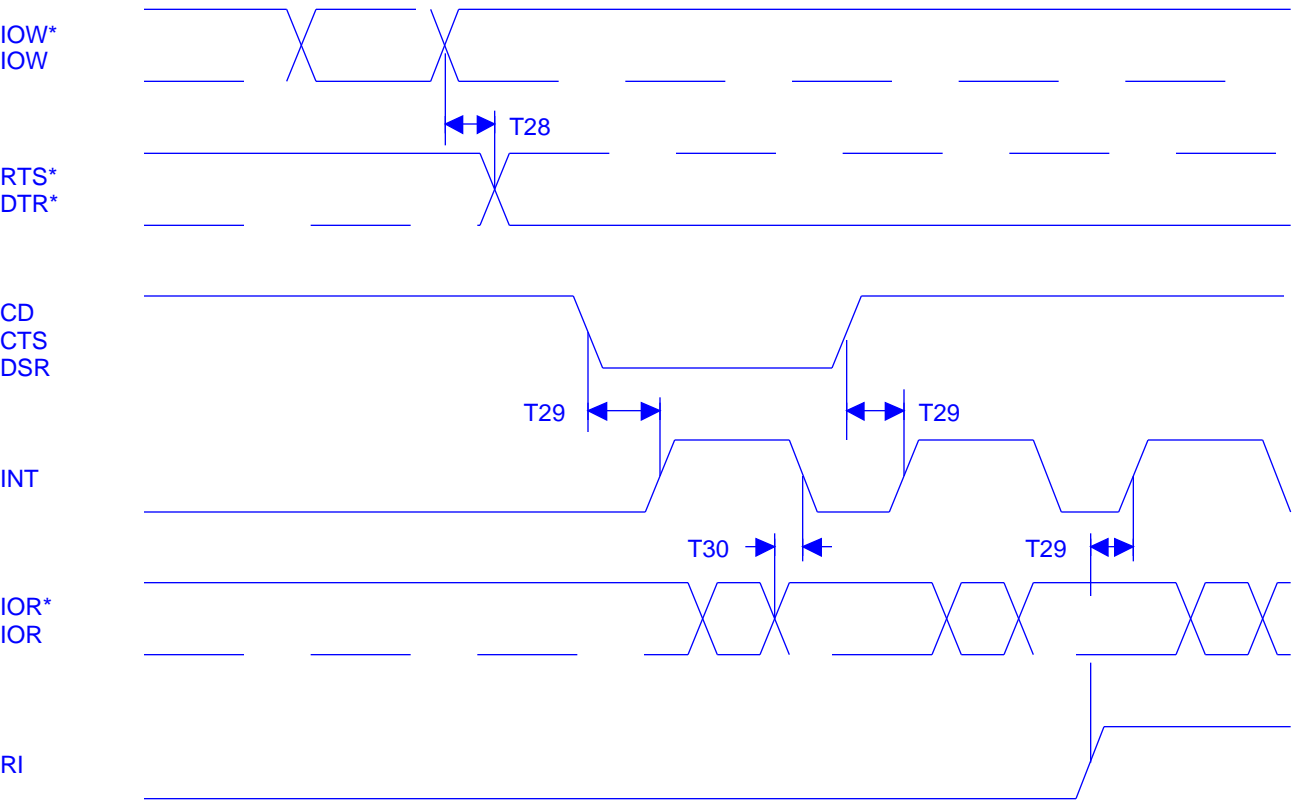 IOW*
IOW
T28
RTS*
DTR*
CD
CTS
DSR
T29
T29
INT
T30
T29
IOR*
IOR
RI